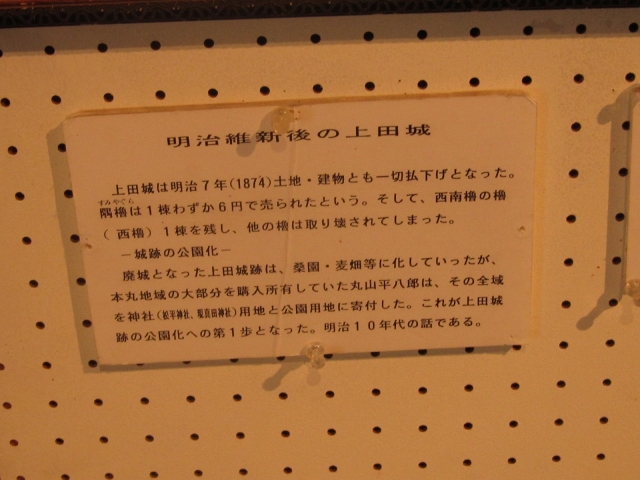 明治維新後の上田城
上田城は明治７年(1874)土地・建物とも一切払下げとなった。
すみやぐら
隅櫓は１棟わずか６円で売られたという。そして、西南櫓の櫓
（西櫓）１棟を残し、他の櫓は取り壊されてしまった。
－城跡の公園化－
廃城となった上田城跡は、桑園・麦畑等に化していったが、
本丸地域の大部分を購入所有していた丸山平八郎は、その全域
を神社(松平神社、 神社)用地と公園用地に寄付した。これが上田城
跡の公園化への第１歩となった。明治１０年代の話である。